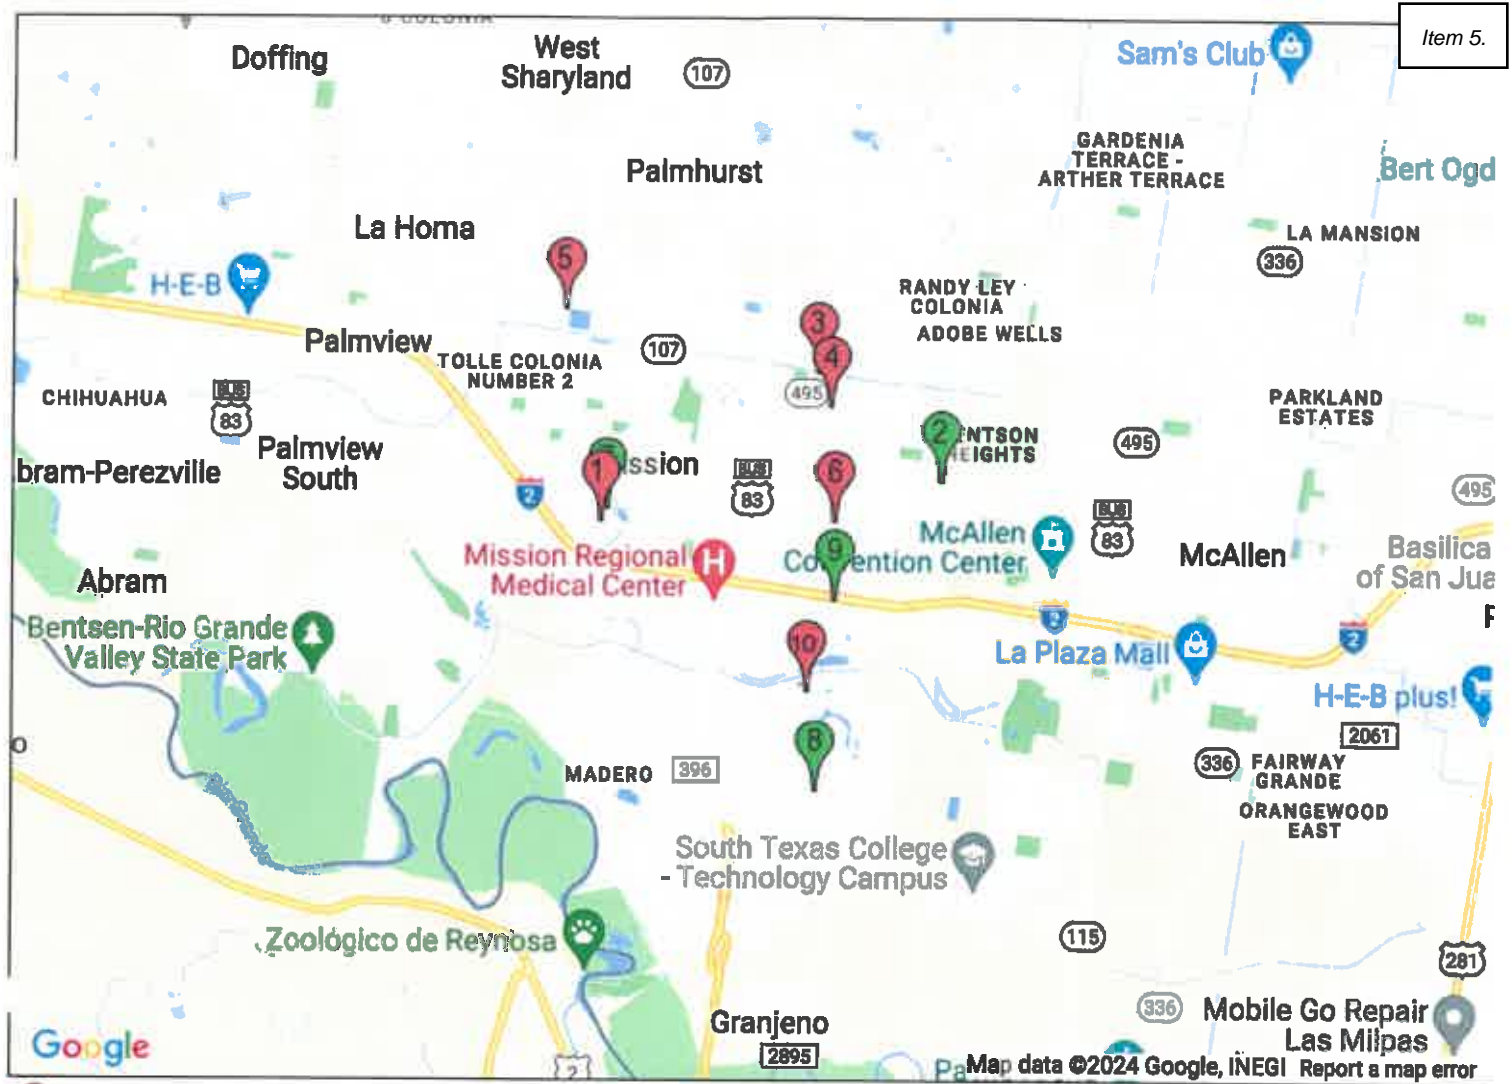 Item 5.
Doffing
West
Sharyland
107
Sam's Club
GARDENIA
TERRACE -
ARTHER TERRACE
Palmhurst
Bert Ogd
La Homa
LA MANSION
336
5
H-E-B
RANDY LEY
COLONIA
ADOBE WELLS
3
4
Palmview
107
TOLLE COLONIA
NUMBER 2
495
CHIHUAHUA
BUS
83
PARKLAND
ESTATES
Palmview
South
2
ENTSON
HEIGHTS
495
bram-Perezville
1
ission
BUS
83
6
2
495
BUS
83
McAllen
Convention Center
9
McAllen
Basilica
of San Jua
Mission Regional
Medical Center
H
Abram
2
2
Bentsen-Rio Grande
Valley State Park
10
La Plaza Mall
H-E-B plus!
2061
8
MADERO
396
336
FAIRWAY
GRANDE
ORANGEWOOD
EAST
South Texas College
- Technology Campus
Zoológico de Reynosa
115
281
336
Mobile Go Repair
Las Milpas
Granjeno
2895
2
Google
Pa
Map data ©2024 Google, INEGI
Report a map error